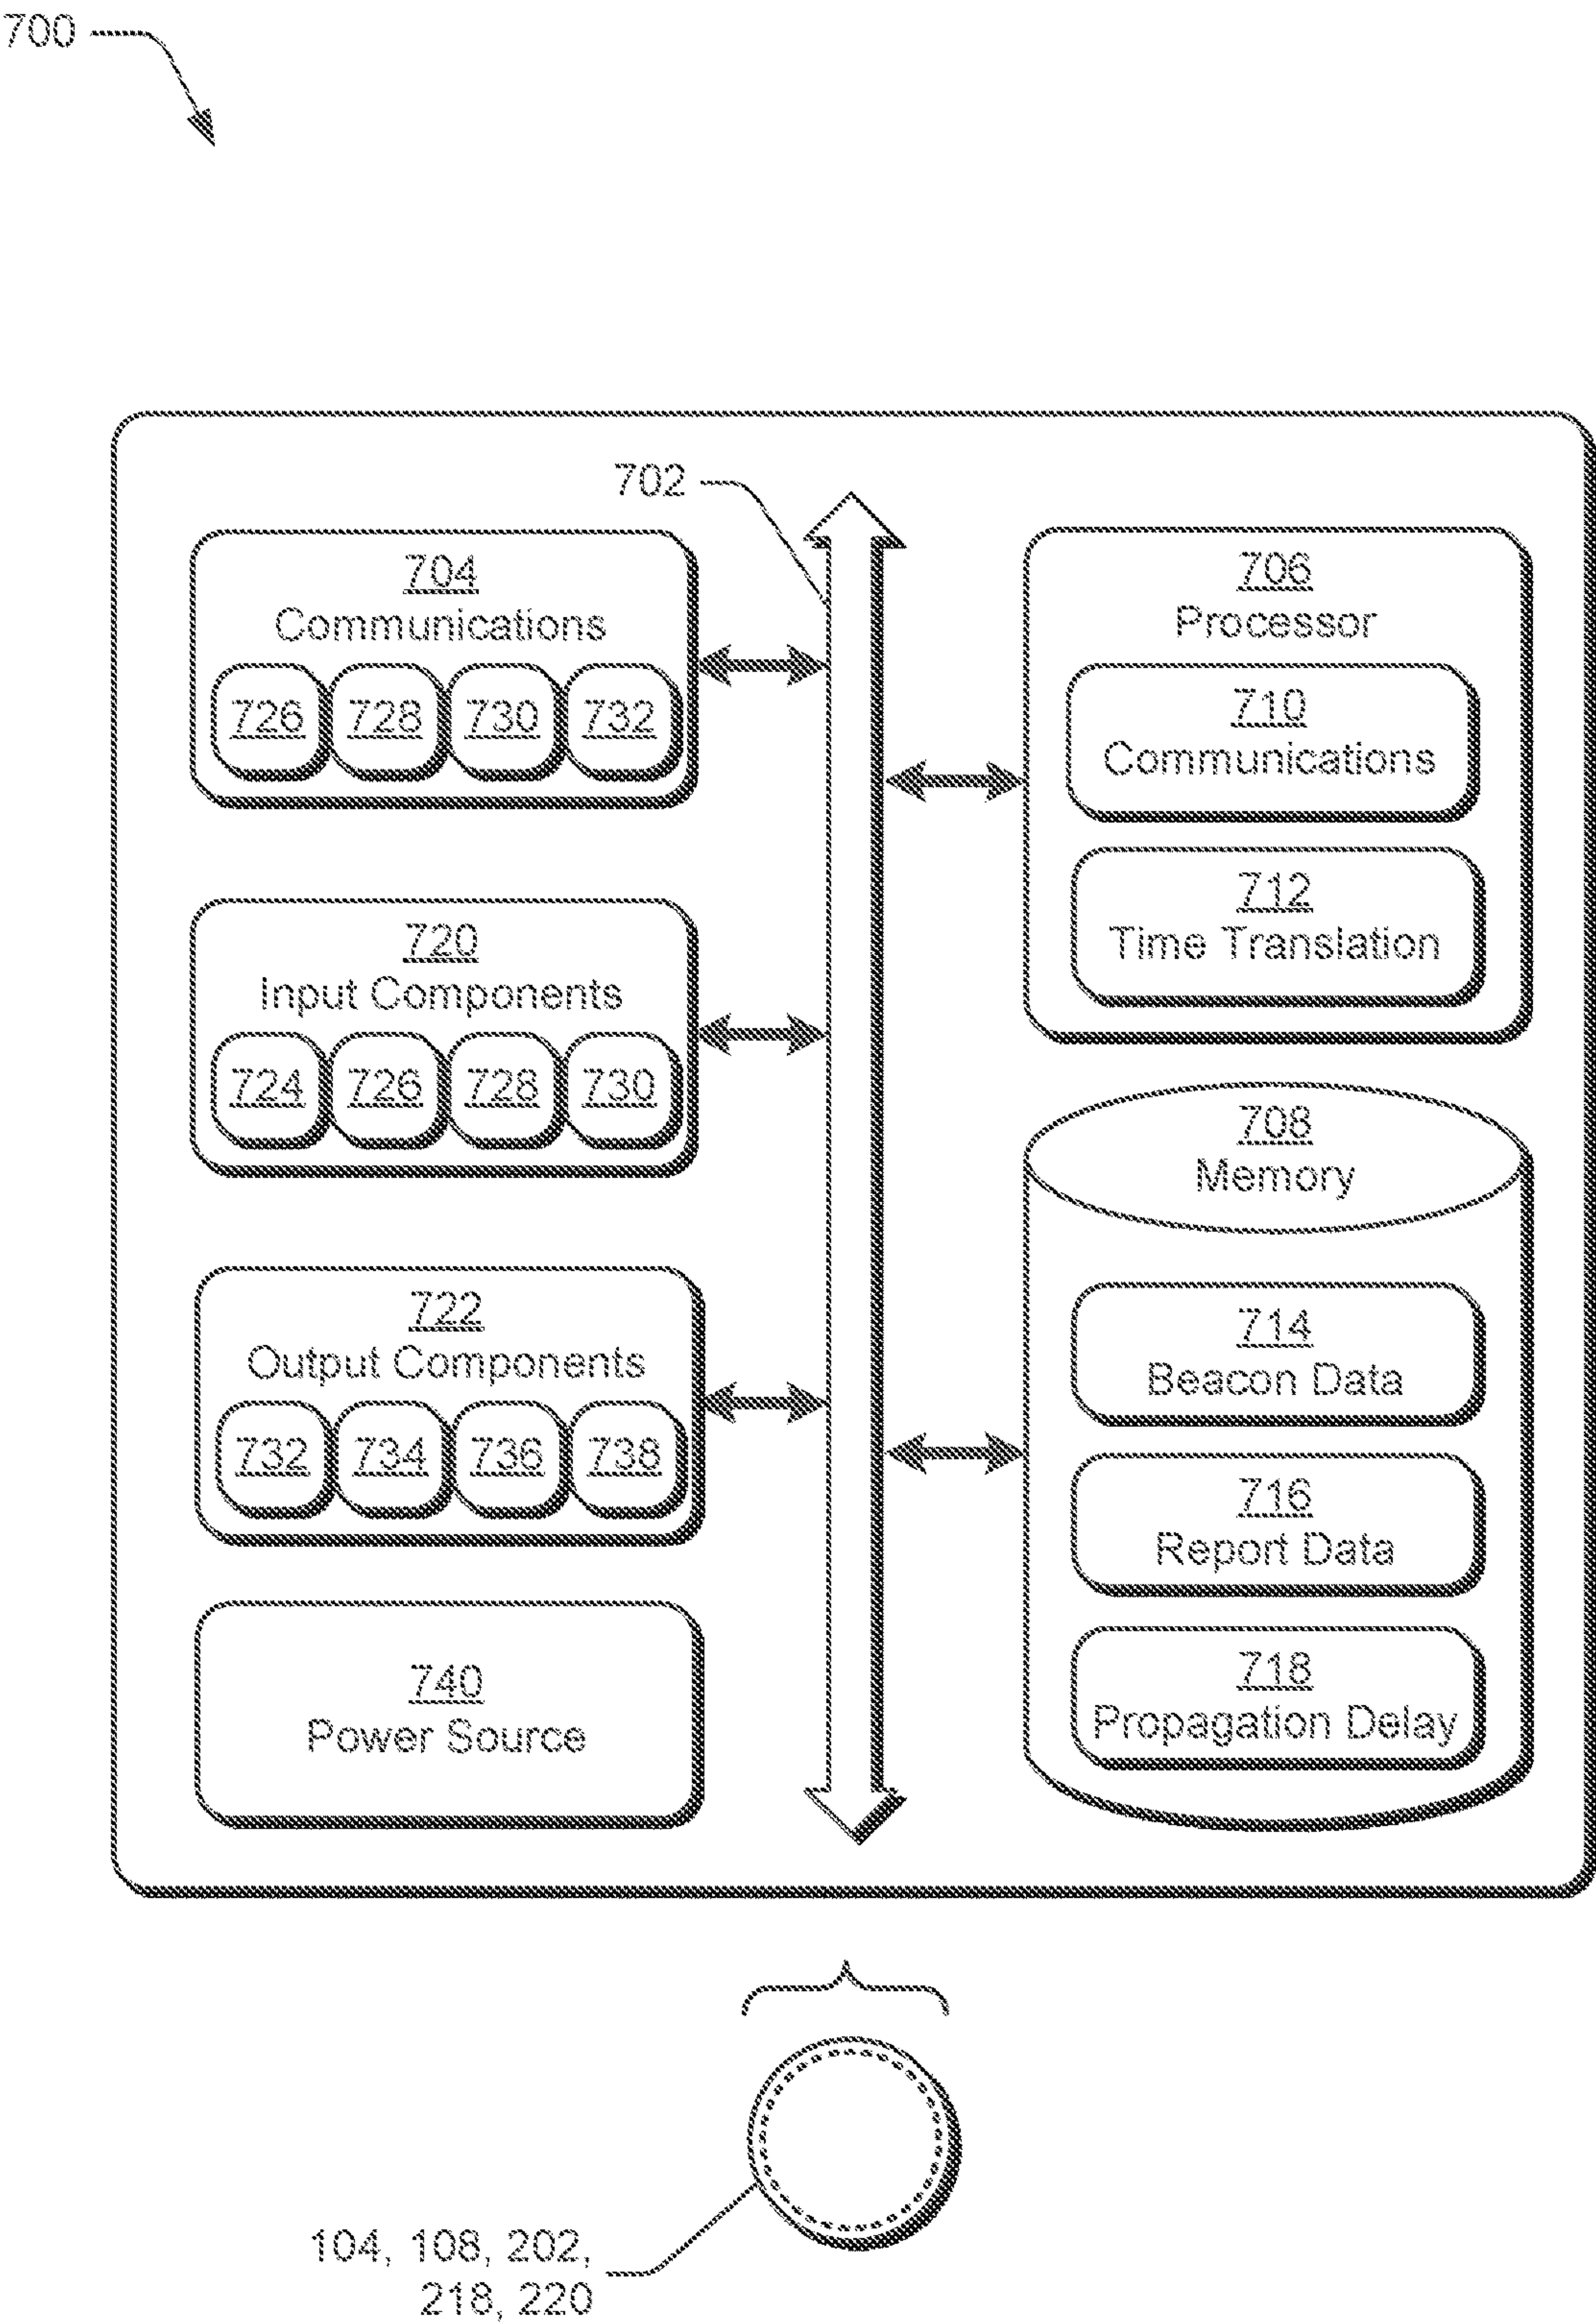 700
702
704
Communications
726 728 730 732
720
Input Components
724 726 728 730
722
Output Components
732 734 736 738
740
Power Source
706
Processor
710
Communications
712
Time Translation
708
Memory
714
Beacon Data
716
Report Data
718
Propagation Delay
104, 108, 202,
218, 220